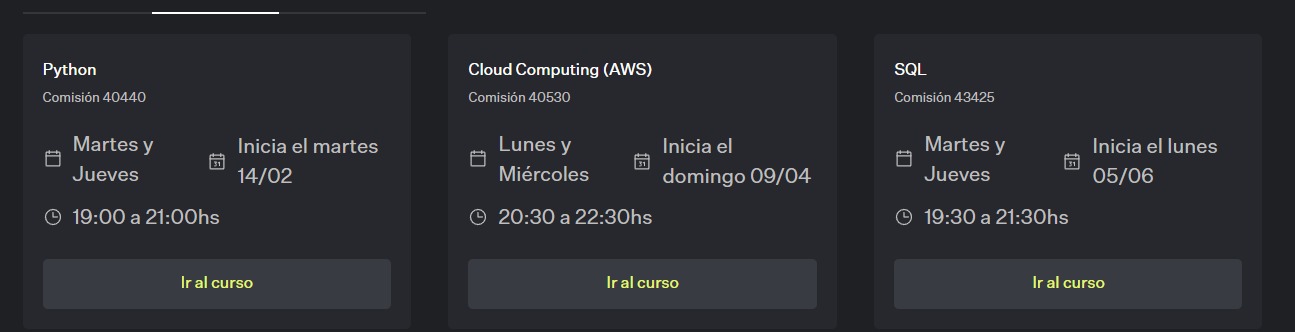 Python
Comisión 40440
Martes y
Jueves
Inicia el martes
14/02
19:00 a 21:00hs
Ir al curso
Cloud Computing (AWS)
Comisión 40530
Lunes y
Miércoles
Inicia el
domingo 09/04
20:30 a 22:30hs
Ir al curso
SQL
Comisión 43425
Martes y
Jueves
Inicia el lunes
05/06
19:30 a 21:30hs
Ir al curso